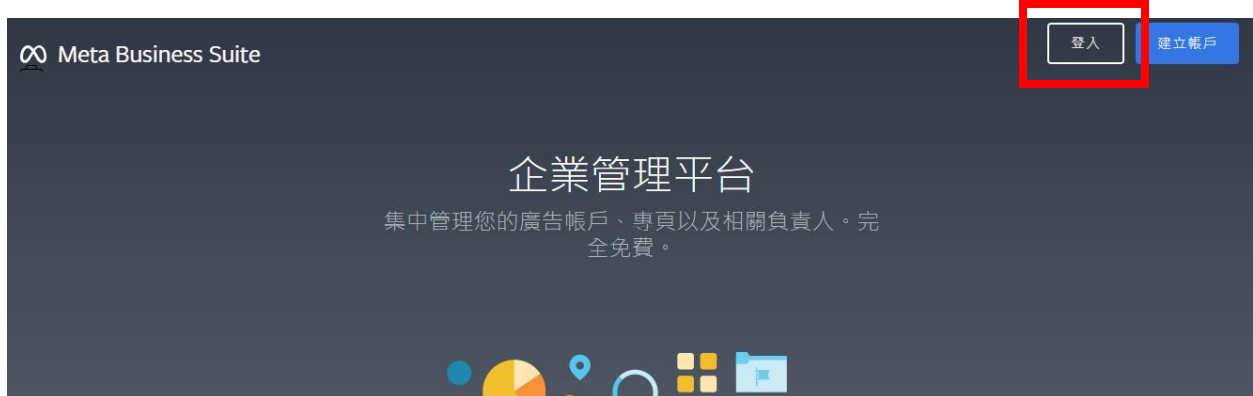 Meta Business Suite
登入
建立帳戶
企業管理平台
集中管理您的廣告帳戶、專頁以及相關負責人。完
全免費。